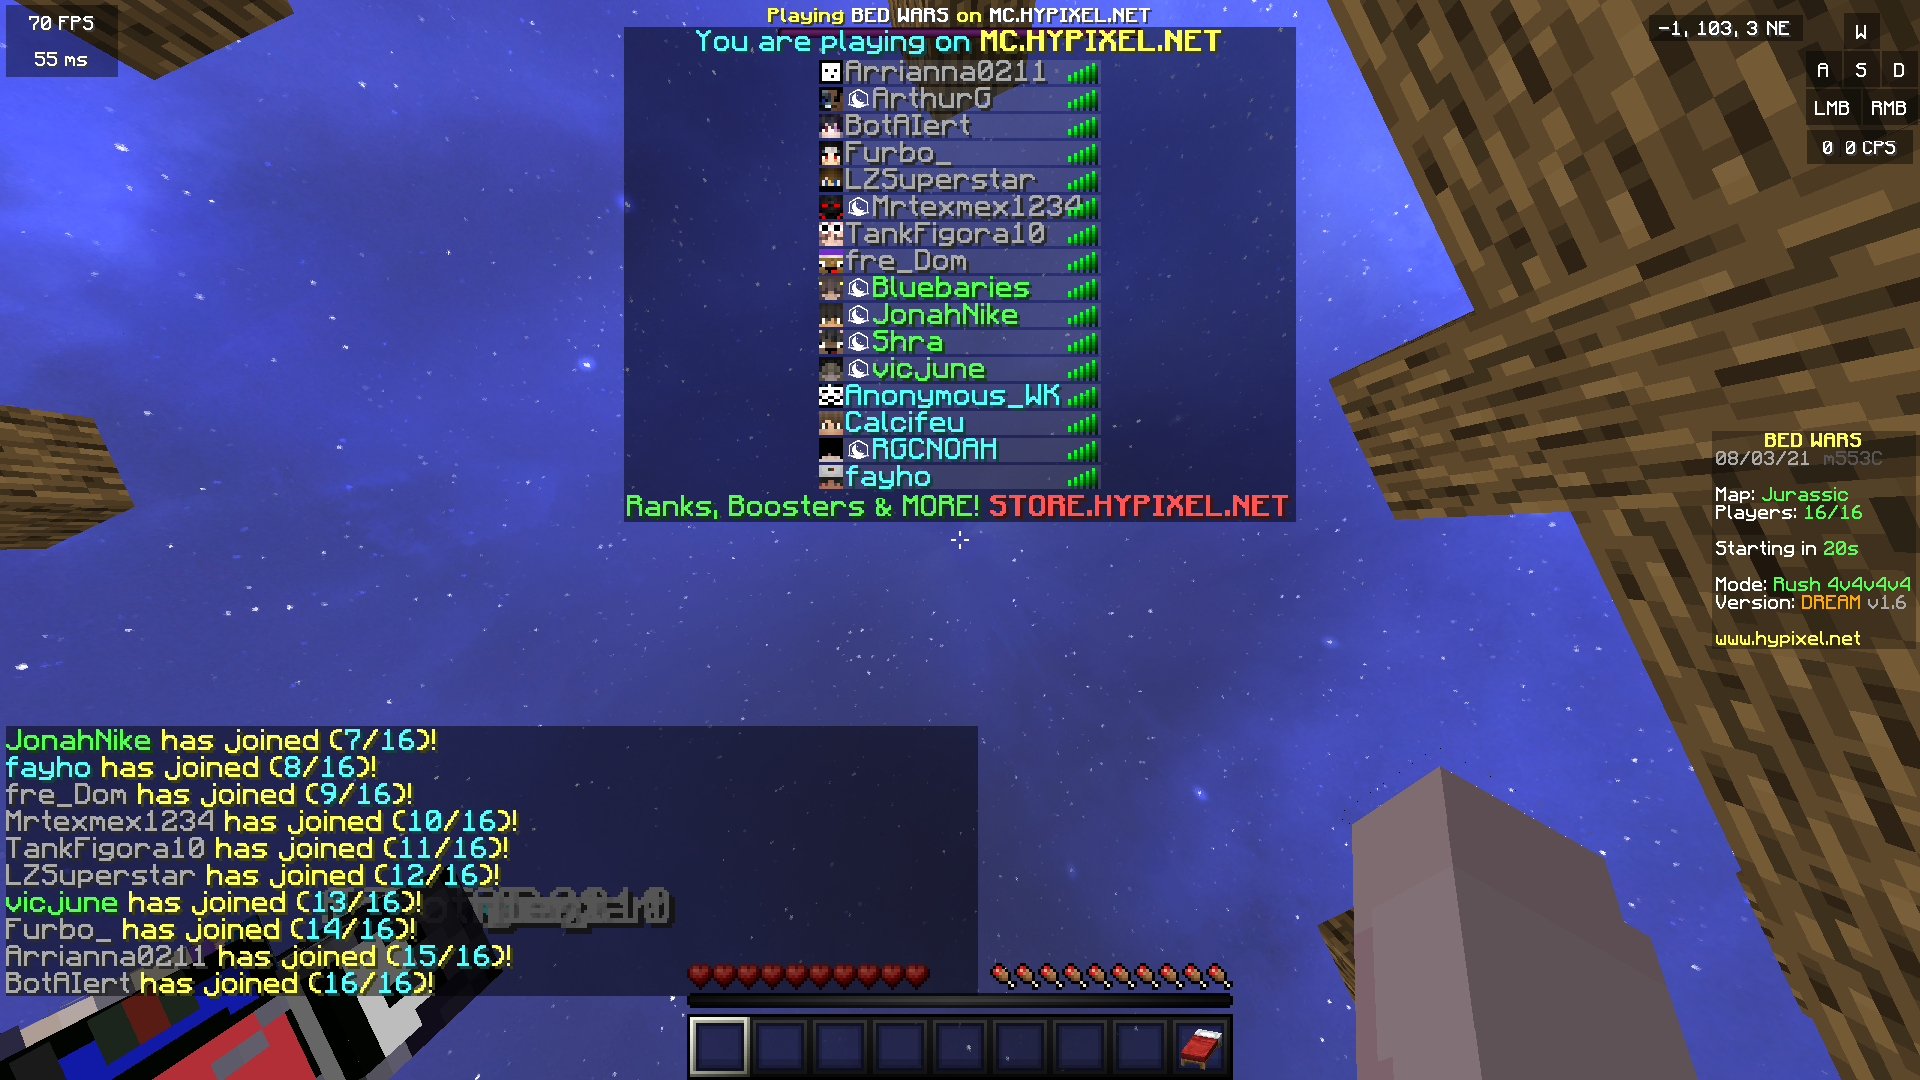 70 FPS
55 ms
Playing BED WARS on MC.HYPIXEL.NET
You are playing on MC.HYPIXEL.NET
Arrianna0211
ArthurG
BotAIert
Furbo_
LZSuperstar
Mrtexmex1234
TankFigora10
fre_Dom
Bluebaries
JonahNike
Shra
vicjune
Anonymous_WK
Calcifeu
RGCNOAH
fayho
Ranks, Boosters & MORE! STORE.HYPIXEL.NET
-1, 103, 3 NE
W
A S D
LMB RMB
0 0 CPS
BED WARS
08/03/21 m553C
Map: Jurassic
Players: 16/16
Starting in 20s
Mode: Rush 4v4v4v4
Version: DREAM v1.6
www.hypixel.net
JonahNike has joined (7/16)!
fayho has joined (8/16)!
fre_Dom has joined (9/16)!
Mrtexmex1234 has joined (10/16)!
TankFigora10 has joined (11/16)!
LZSuperstar has joined (12/16)!
vicjune has joined (13/16)!
Furbo_ has joined (14/16)!
Arrianna0211 has joined (15/16)!
BotAIert has joined (16/16)!